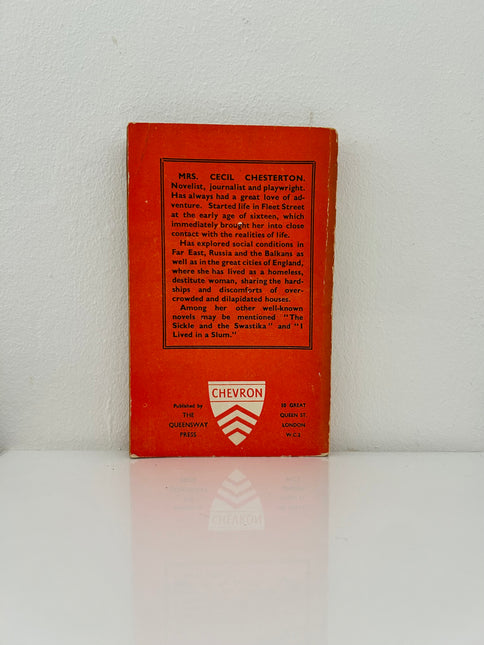 MRS. CECIL CHESTERTON.
Novelist, journalist and playwright.
Has always had a great love of ad-
venture. Started life in Fleet Street
at the early age of sixteen, which
immediately brought her into close
contact with the realities of life.
Has explored social conditions in
Far East, Russia and the Balkans as
well as in the great cities of England,
where she has lived as a homeless,
destitute woman, sharing the hard-
ships and discomforts of over-
crowded and dilapidated houses.
Among her other well-known
novels may be mentioned "The
Sickle and the Swastika" and "I
Lived in a Slum."
CHEVRON
Published by
THE
QUEENSWAY
PRESS
GREAT
QUEEN ST.
LONDON
W.C.2